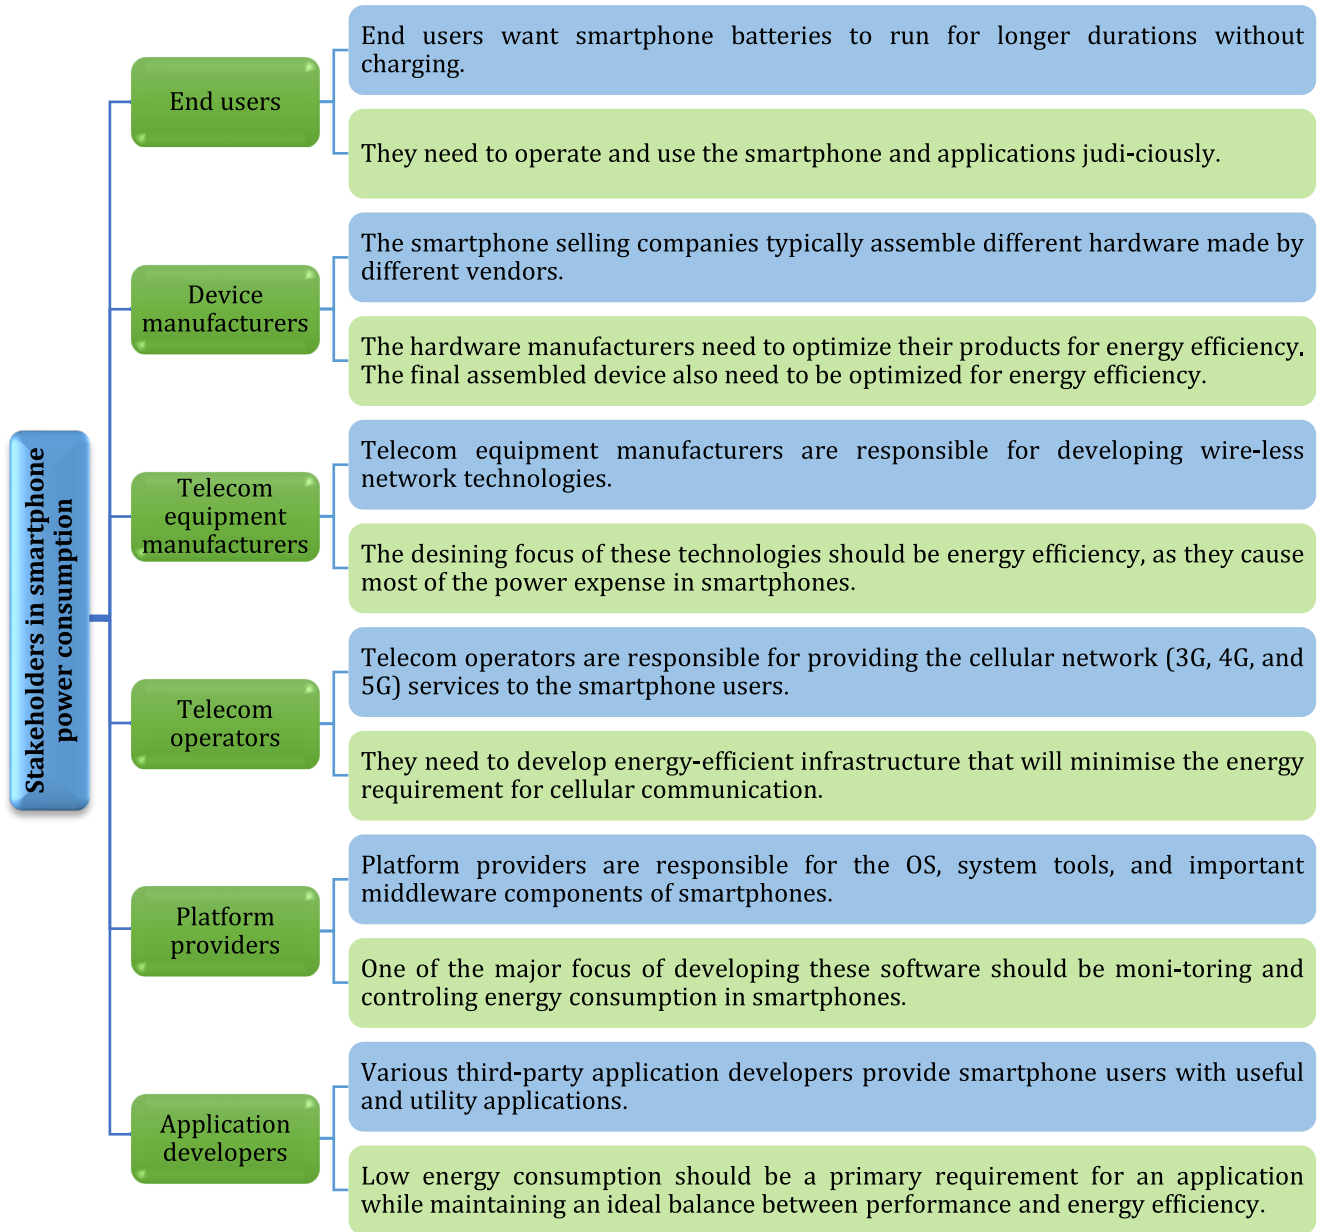 Stakeholders in smartphone
power consumption
End users
End users want smartphone batteries to run for longer durations without
charging.
They need to operate and use the smartphone and applications judi-ciously.
Device
manufacturers
The smartphone selling companies typically assemble different hardware made by
different vendors.
The hardware manufacturers need to optimize their products for energy efficiency.
The final assembled device also need to be optimized for energy efficiency.
Telecom
equipment
manufacturers
Telecom equipment manufacturers are responsible for developing wire-less
network technologies.
The desining focus of these technologies should be energy efficiency, as they cause
most of the power expense in smartphones.
Telecom
operators
Telecom operators are responsible for providing the cellular network (3G, 4G, and
5G) services to the smartphone users.
They need to develop energy-efficient infrastructure that will minimise the energy
requirement for cellular communication.
Platform
providers
Platform providers are responsible for the OS, system tools, and important
middleware components of smartphones.
One of the major focus of developing these software should be moni-toring and
controling energy consumption in smartphones.
Application
developers
Various third-party application developers provide smartphone users with useful
and utility applications.
Low energy consumption should be a primary requirement for an application
while maintaining an ideal balance between performance and energy efficiency.